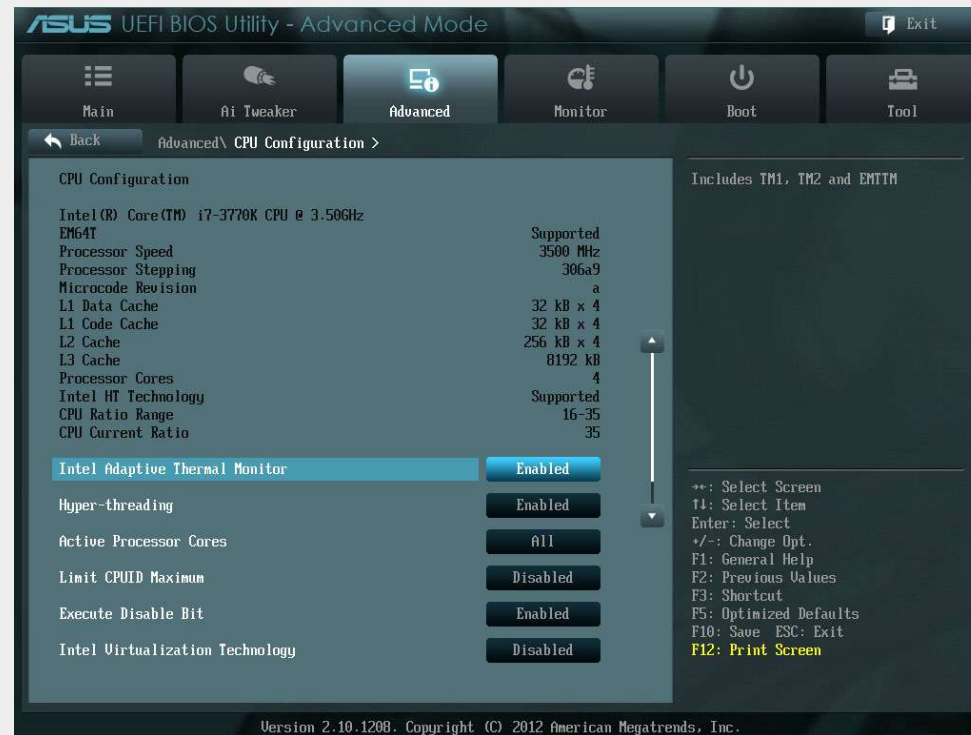 ASUS UEFI BIOS Utility - Advanced Mode
Exit
Main Ai Tweaker Advanced Monitor Boot Tool
Back Advanced\ CPU Configuration >
CPU Configuration
Intel(R) Core(TM) i7-3770K CPU @ 3.50GHz
EM64T Supported
Processor Speed 3500 MHz
Processor Stepping 306a9
Microcode Revision a
L1 Data Cache 32 kB x 4
L1 Code Cache 32 kB x 4
L2 Cache 256 kB x 4
L3 Cache 8192 kB
Processor Cores 4
Intel HT Technology Supported
CPU Ratio Range 16-35
CPU Current Ratio 35
Intel Adaptive Thermal Monitor Enabled
Hyper-threading Enabled
Active Processor Cores All
Limit CPUID Maximum Disabled
Execute Disable Bit Enabled
Intel Virtualization Technology Disabled
Includes TM1, TM2 and EMTTM
→←: Select Screen
↑↓: Select Item
Enter: Select
+/-: Change Opt.
F1: General Help
F2: Previous Values
F3: Shortcut
F5: Optimized Defaults
F10: Save ESC: Exit
F12: Print Screen
Version 2.10.1208. Copyright (C) 2012 American Megatrends, Inc.